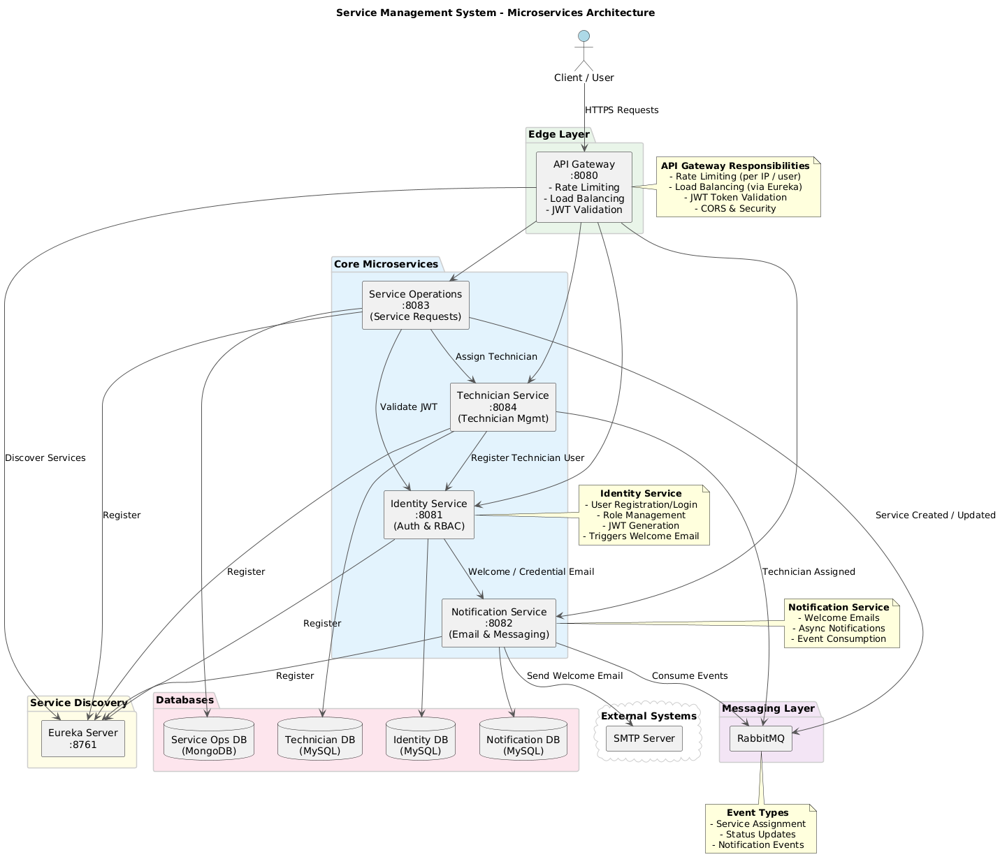 Service Management System - Microservices Architecture
Client / User
HTTPS Requests
Edge Layer
API Gateway
:8080
- Rate Limiting
- Load Balancing
- JWT Validation
API Gateway Responsibilities
- Rate Limiting (per IP / user)
- Load Balancing (via Eureka)
- JWT Token Validation
- CORS & Security
Core Microservices
Service Operations
:8083
(Service Requests)
Assign Technician
Technician Service
:8084
(Technician Mgmt)
Validate JWT
Discover Services
Register Technician User
Identity Service
:8081
(Auth & RBAC)
Identity Service
- User Registration/Login
- Role Management
- JWT Generation
- Triggers Welcome Email
Register
Service Created / Updated
Register
Welcome / Credential Email
Technician Assigned
Notification Service
:8082
(Email & Messaging)
Notification Service
- Welcome Emails
- Async Notifications
- Event Consumption
Register
Register
Send Welcome Email
Consume Events
Service Discovery
Eureka Server
:8761
Databases
Service Ops DB
(MongoDB)
Technician DB
(MySQL)
Identity DB
(MySQL)
Notification DB
(MySQL)
External Systems
SMTP Server
Messaging Layer
RabbitMQ
Event Types
- Service Assignment
- Status Updates
- Notification Events